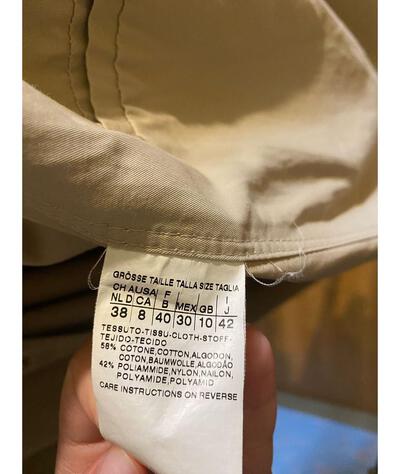 GRÖSSE TAILLE TALLA SIZE TAGLIA
CH A USA F I
NL D CA B MEX GB J
38 8 40 30 10 42
TESSUTO-TISSU-CLOTH-STOFF-
TEJIDO-TECIDO
58% COTONE,COTTON,ALGODON,
COTON,BAUMWOLLE,ALGODÃO
42% POLIAMMIDE,NYLON,NAILON,
POLYAMIDE,POLYAMID
CARE INSTRUCTIONS ON REVERSE